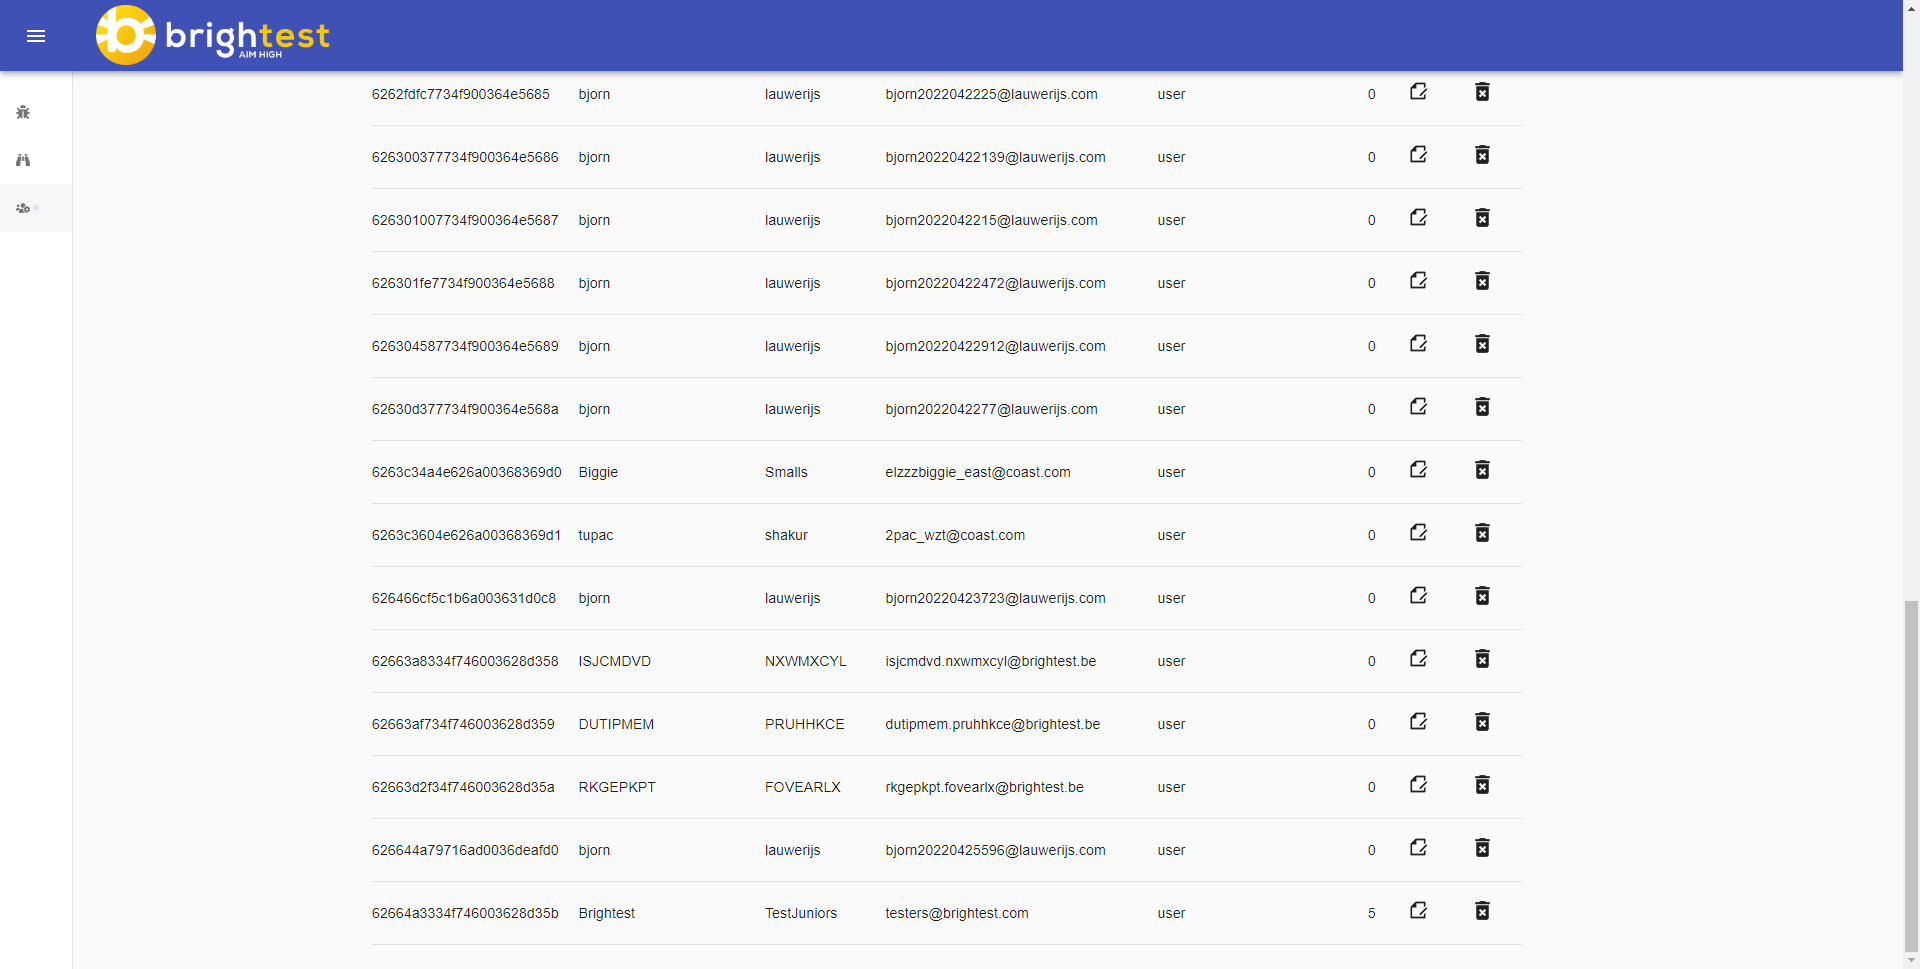 brightest
AIM HIGH
6262fdfc7734f900364e5685 bjorn lauwerijs bjorn2022042225@lauwerijs.com user 0
626300377734f900364e5686 bjorn lauwerijs bjorn20220422139@lauwerijs.com user 0
626301007734f900364e5687 bjorn lauwerijs bjorn2022042215@lauwerijs.com user 0
626301fe7734f900364e5688 bjorn lauwerijs bjorn20220422472@lauwerijs.com user 0
626304587734f900364e5689 bjorn lauwerijs bjorn20220422912@lauwerijs.com user 0
62630d377734f900364e568a bjorn lauwerijs bjorn2022042277@lauwerijs.com user 0
6263c34a4e626a00368369d0 Biggie Smalls elzzzbiggie_east@coast.com user 0
6263c3604e626a00368369d1 tupac shakur 2pac_wzt@coast.com user 0
626466cf5c1b6a003631d0c8 bjorn lauwerijs bjorn20220423723@lauwerijs.com user 0
62663a8334f746003628d358 ISJCMDVD NXWMXCYL isjcmdvd.nxwmxcyl@brightest.be user 0
62663af734f746003628d359 DUTIPMEM PRUHHKCE dutipmem.pruhhkce@brightest.be user 0
62663d2f34f746003628d35a RKGEPKPT FOVEARLX rkgepkpt.fovearlx@brightest.be user 0
626644a79716ad0036deafd0 bjorn lauwerijs bjorn20220425596@lauwerijs.com user 0
62664a3334f746003628d35b Brightest TestJuniors testers@brightest.com user 5